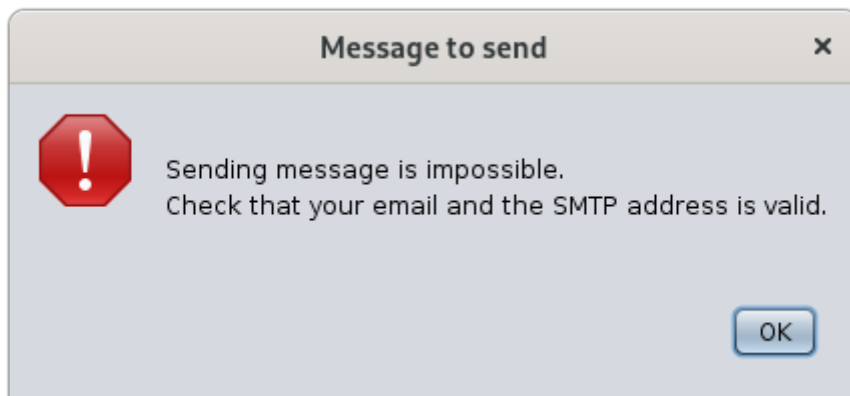 Message to send
Sending message is impossible.
Check that your email and the SMTP address is valid.
OK